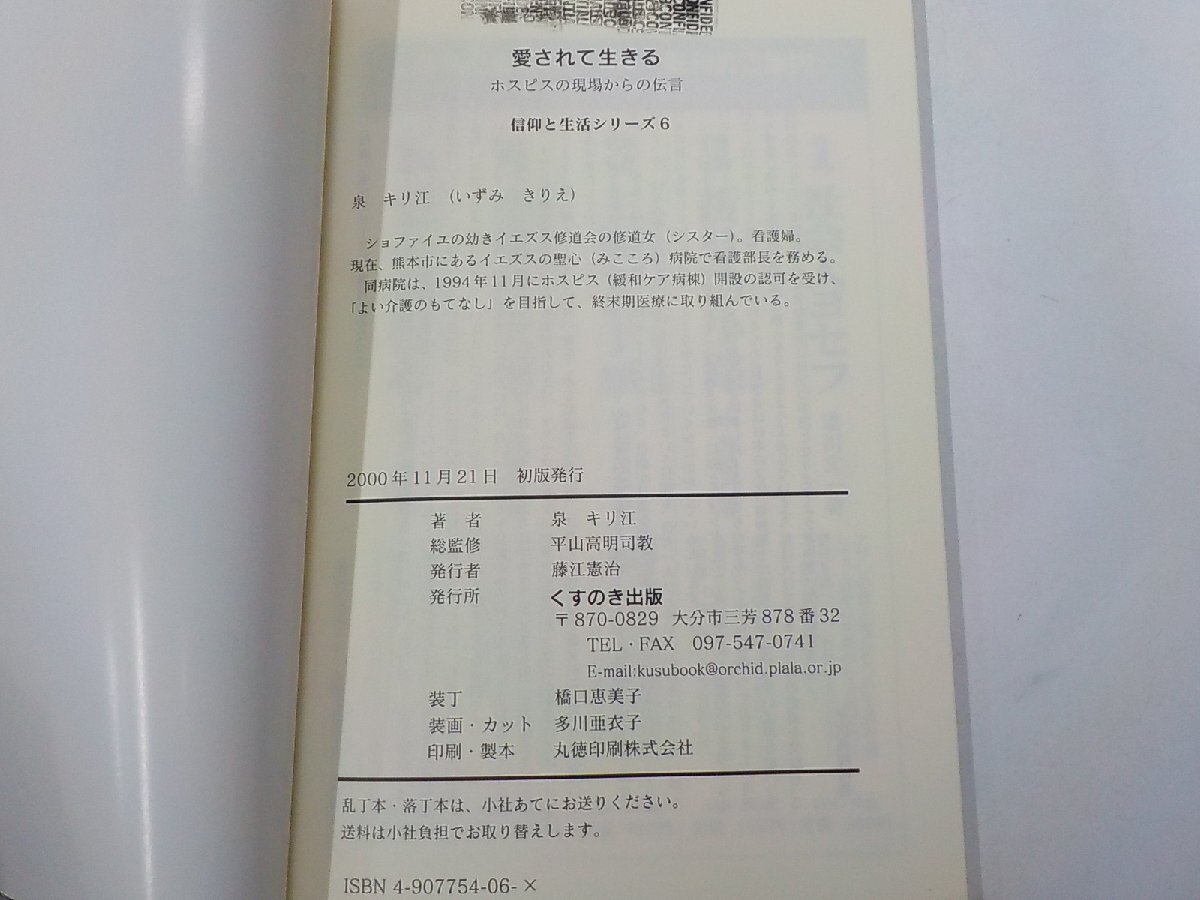 愛されて生きる
ホスピスの現場からの伝言
信仰と生活シリーズ6
泉 キリ江 (いずみ きりえ)
ショファイユの幼きイエズス修道会の修道女(シスター)。看護婦。
現在、熊本市にあるイエズスの聖心(みこころ)病院で看護部長を務める。
同病院は、1994年11月にホスピス(緩和ケア病棟)開設の認可を受け、
「よい介護のもてなし」を目指して、終末期医療に取り組んでいる。
2000年11月21日 初版発行
著 者 泉 キリ江
総監修 平山高明司教
発行者 藤江憲治
発行所 くすのき出版
〒870-0829 大分市三芳878番32
TEL・FAX 097-547-0741
E-mail:kusubook@orchid.plala.or.jp
装丁 橋口恵美子
装画・カット 多川亜衣子
印刷・製本 丸徳印刷株式会社
乱丁本・落丁本は、小社あてにお送りください。
送料は小社負担でお取り替えします。
ISBN 4-907754-06-×